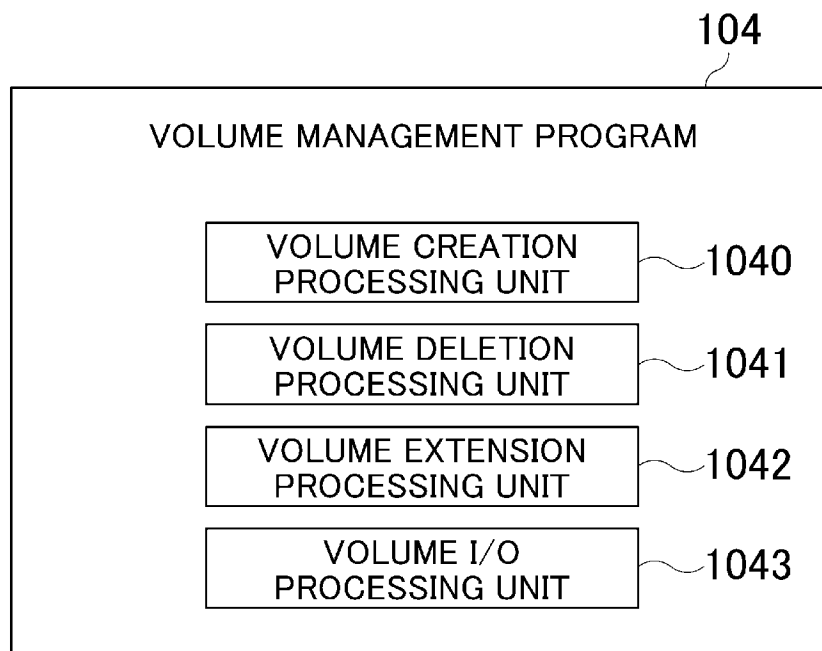 104
VOLUME MANAGEMENT PROGRAM
VOLUME CREATION
PROCESSING UNIT
1040
VOLUME DELETION
PROCESSING UNIT
1041
VOLUME EXTENSION
PROCESSING UNIT
1042
VOLUME I/O
PROCESSING UNIT
1043